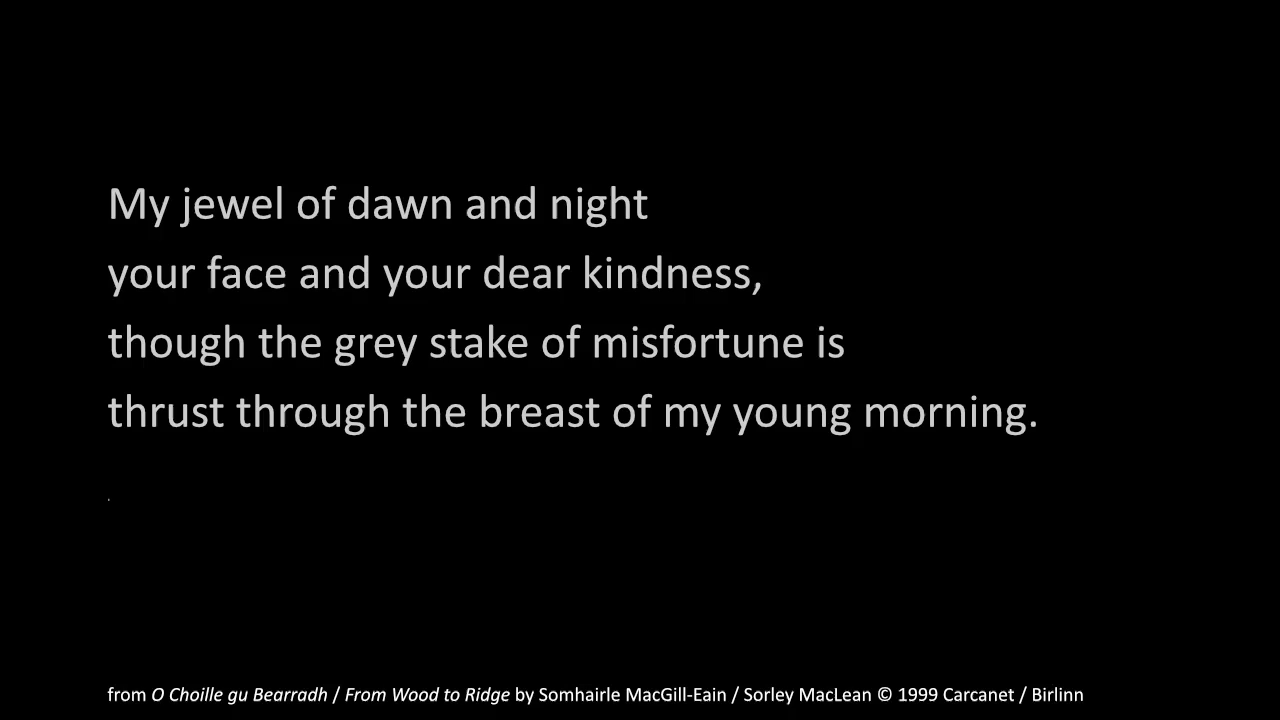 My jewel of dawn and night
your face and your dear kindness,
though the grey stake of misfortune is
thrust through the breast of my young morning.
.
from O Choille gu Bearradh / From Wood to Ridge by Somhairle MacGill-Eain / Sorley MacLean © 1999 Carcanet / Birlinn